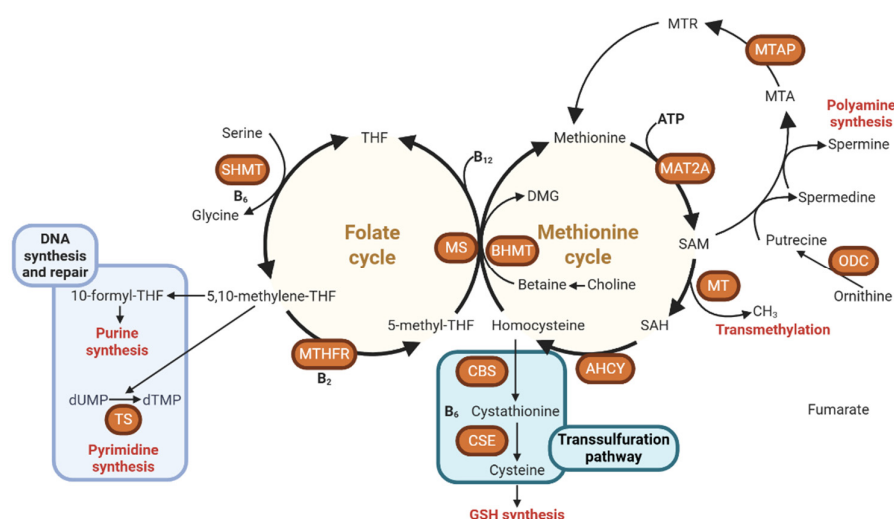 MTR
MTAP
MTA
Polyamine
synthesis
Spermine
Spermedine
Putrecine
ODC
Ornithine
ATP
Methionine
MAT2A
SAM
MT
CH₃
Transmethylation
SAH
AHCY
Homocysteine
Methionine
cycle
DMG
BHMT
Betaine
Choline
MS
B₁₂
THF
Folate
cycle
Serine
SHMT
B₆
Glycine
5,10-methylene-THF
MTHFR
B₂
5-methyl-THF
DNA
synthesis
and repair
10-formyl-THF
Purine
synthesis
dUMP
dTMP
TS
Pyrimidine
synthesis
CBS
B₆
Cystathionine
CSE
Cysteine
Transsulfuration
pathway
GSH synthesis
Fumarate